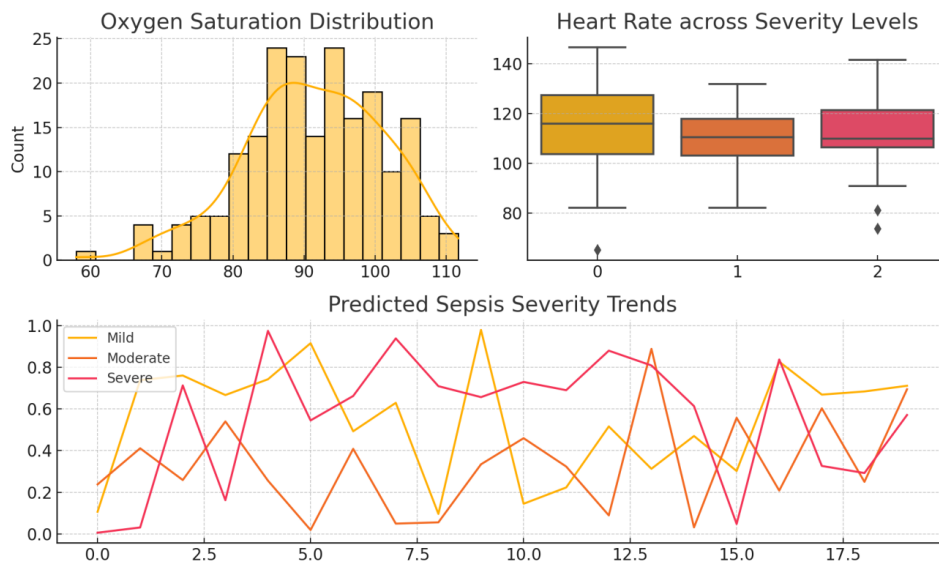 Oxygen Saturation Distribution
25
20
15
10
5
0
Count
60 70 80 90 100 110
Heart Rate across Severity Levels
140
120
100
80
0 1 2
Predicted Sepsis Severity Trends
1.0
0.8
0.6
0.4
0.2
0.0
Mild
Moderate
Severe
0.0 2.5 5.0 7.5 10.0 12.5 15.0 17.5